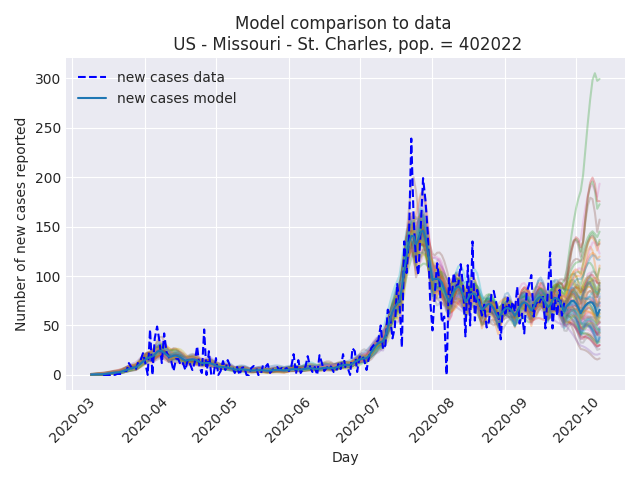 Model comparison to data
US - Missouri - St. Charles, pop. = 402022
new cases data
new cases model
Number of new cases reported
300
250
200
150
100
50
0
2020-03
2020-04
2020-05
2020-06
2020-07
2020-08
2020-09
2020-10
Day